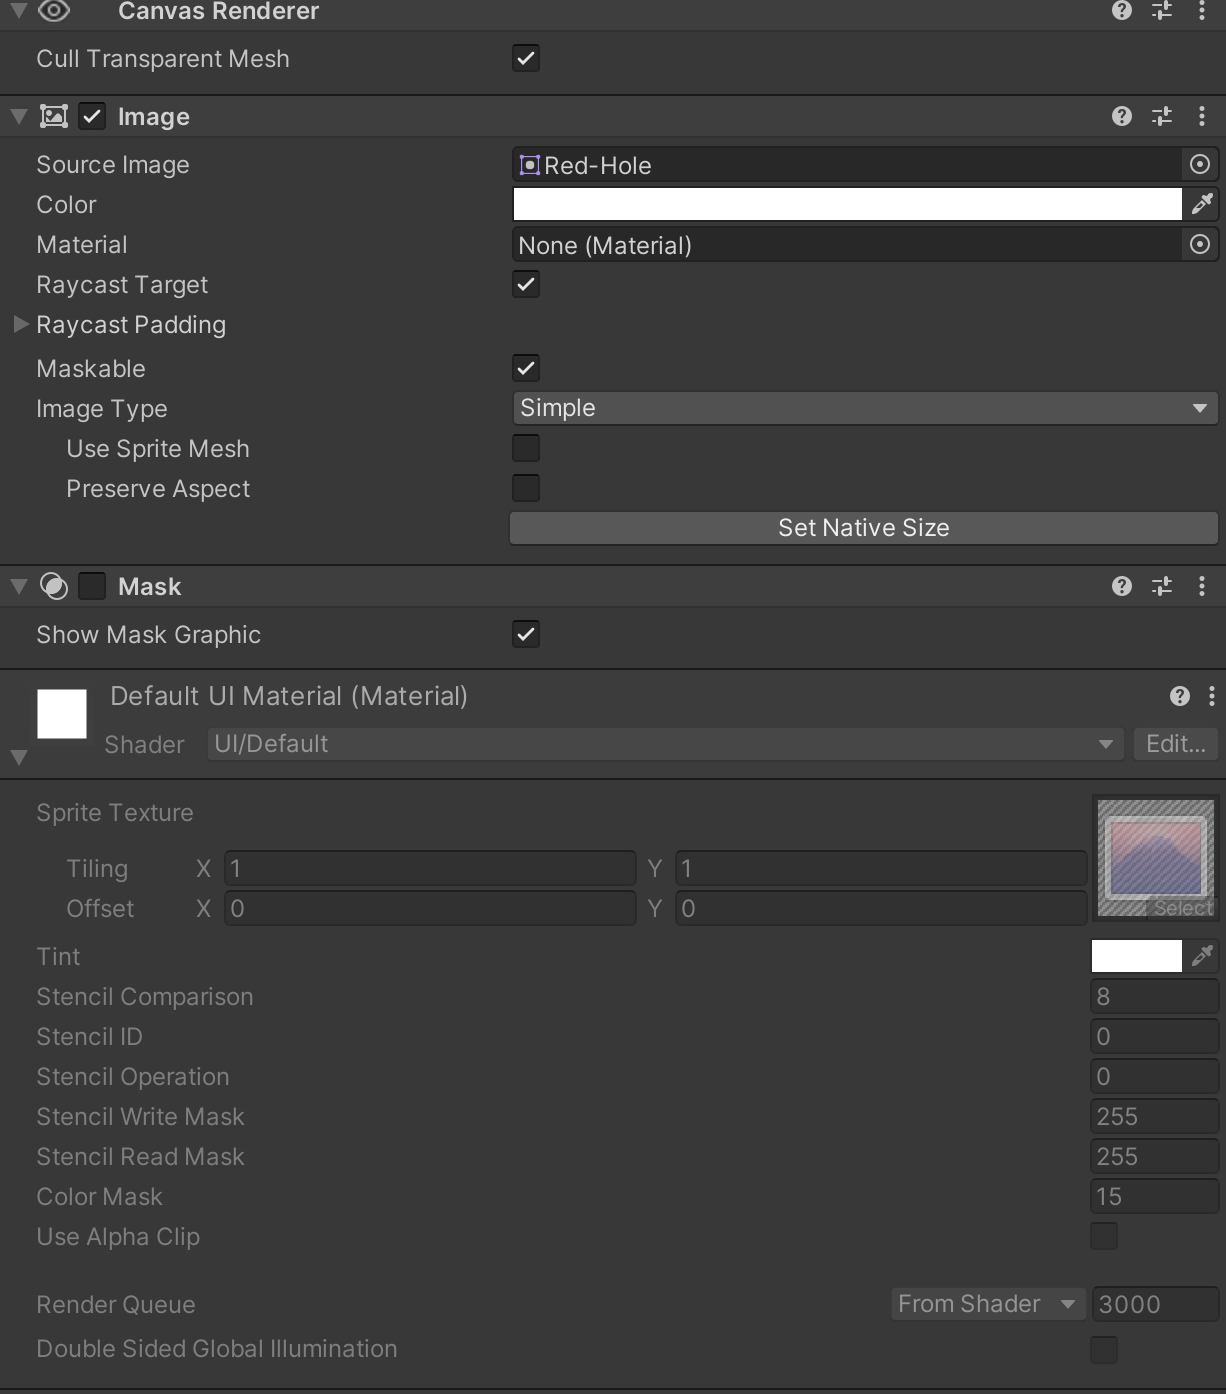 Canvas Renderer
Cull Transparent Mesh
Image
Source Image Red-Hole
Color
Material None (Material)
Raycast Target
Raycast Padding
Maskable
Image Type Simple
Use Sprite Mesh
Preserve Aspect
Set Native Size
Mask
Show Mask Graphic
Default UI Material (Material)
Shader UI/Default Edit...
Sprite Texture
Tiling X 1 Y 1
Offset X 0 Y 0
Select
Tint
Stencil Comparison 8
Stencil ID 0
Stencil Operation 0
Stencil Write Mask 255
Stencil Read Mask 255
Color Mask 15
Use Alpha Clip
Render Queue From Shader 3000
Double Sided Global Illumination